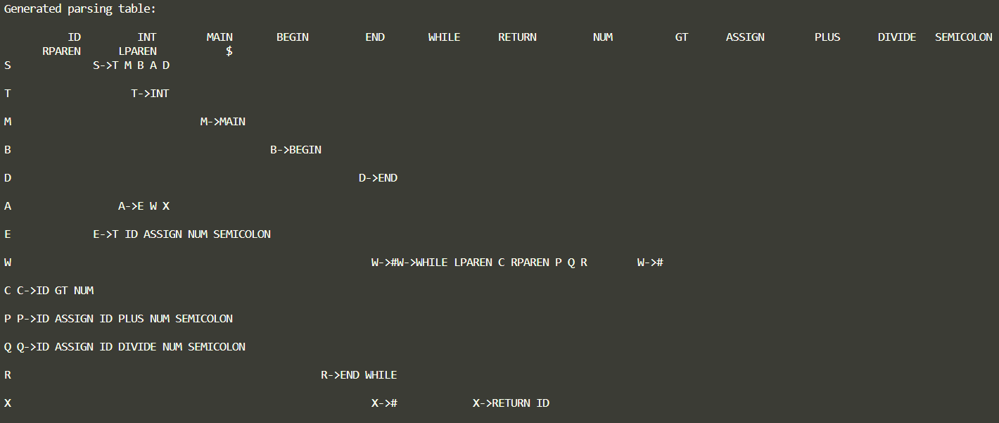 Generated parsing table:
ID INT MAIN BEGIN END WHILE RETURN NUM GT ASSIGN PLUS DIVIDE SEMICOLON
RPAREN LPAREN $
S S->T M B A D
T T->INT
M M->MAIN
B B->BEGIN
D D->END
A A->E W X
E E->T ID ASSIGN NUM SEMICOLON
W W->#W->WHILE LPAREN C RPAREN P Q R W->#
C C->ID GT NUM
P P->ID ASSIGN ID PLUS NUM SEMICOLON
Q Q->ID ASSIGN ID DIVIDE NUM SEMICOLON
R R->END WHILE
X X->#  X->RETURN ID